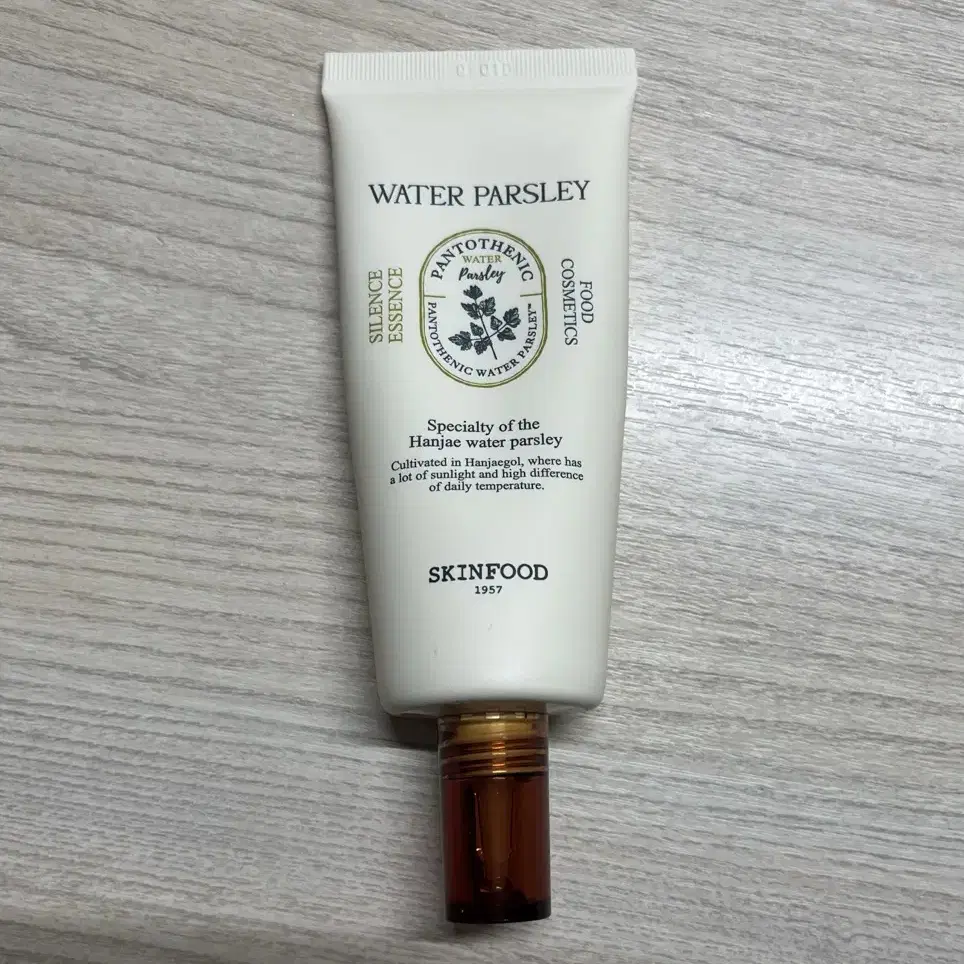 WATER PARSLEY
PANTOTHENIC
WATER
Parsley
PANTOTHENIC WATER PARSLEY™
SILENCE
ESSENCE
FOOD
COSMETICS
Specialty of the
Hanjae water parsley
Cultivated in Hanjaegol, where has
a lot of sunlight and high difference
of daily temperature.
SKINFOOD
1957